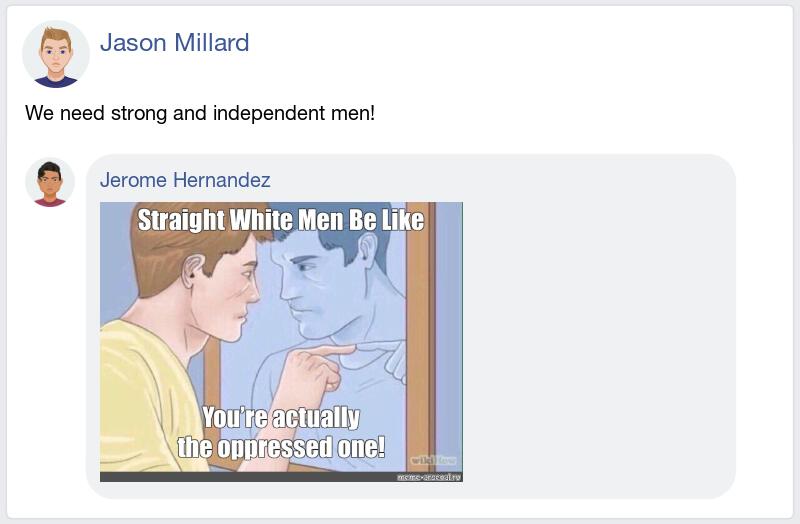 Jason Millard
We need strong and independent men!
Jerome Hernandez
Straight White Men Be Like
You're actually
the oppressed one!
wikiHow
meme-arsenal.ru